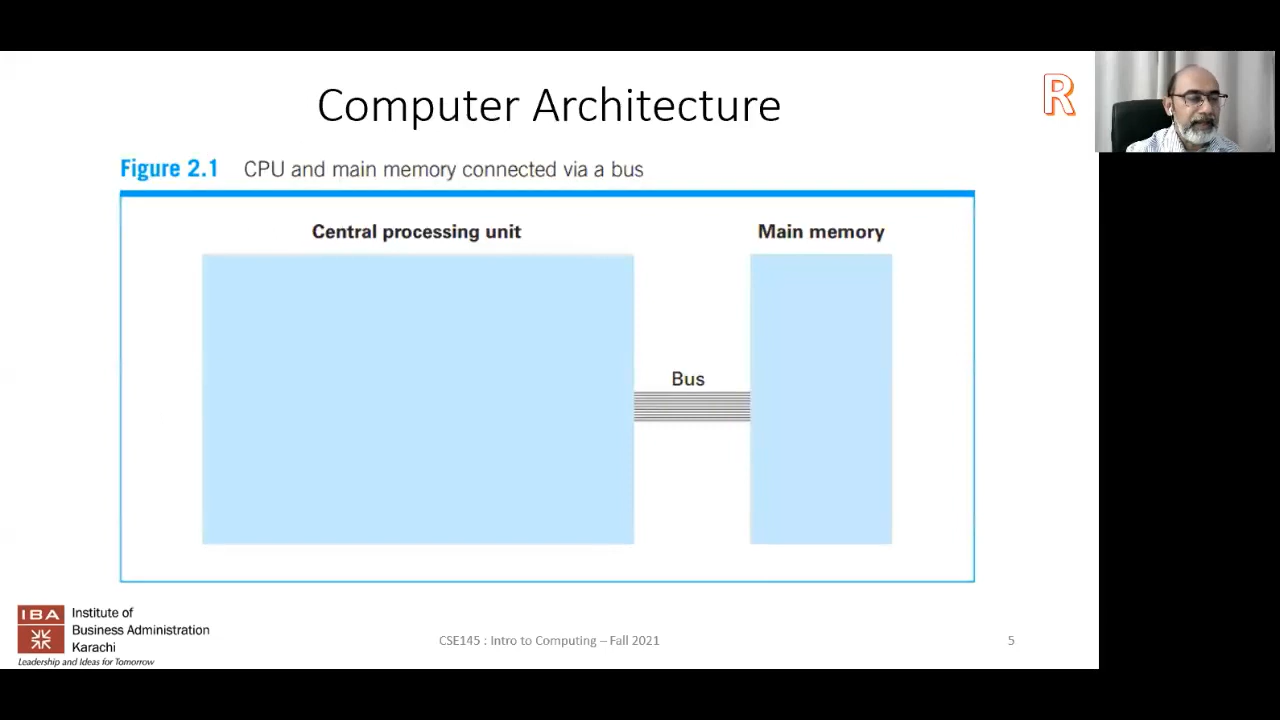 Computer Architecture
R
Figure 2.1 CPU and main memory connected via a bus
Central processing unit
Main memory
Bus
IBA
Institute of
Business Administration
Karachi
Leadership and Ideas for Tomorrow
CSE145 : Intro to Computing – Fall 2021
5